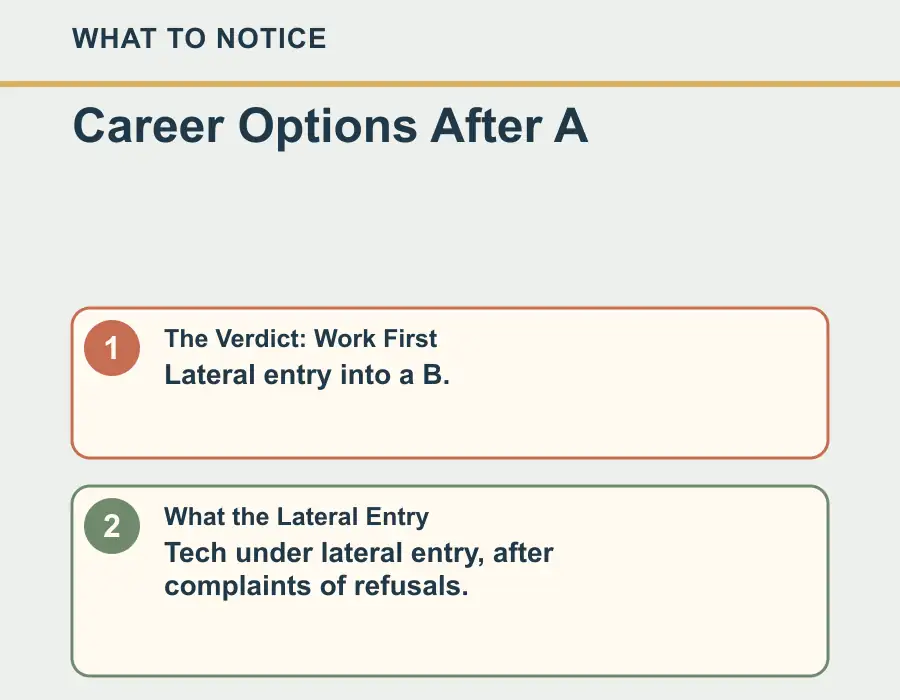 WHAT TO NOTICE
Career Options After A
1
The Verdict: Work First
Lateral entry into a B.
2
What the Lateral Entry
Tech under lateral entry, after
complaints of refusals.